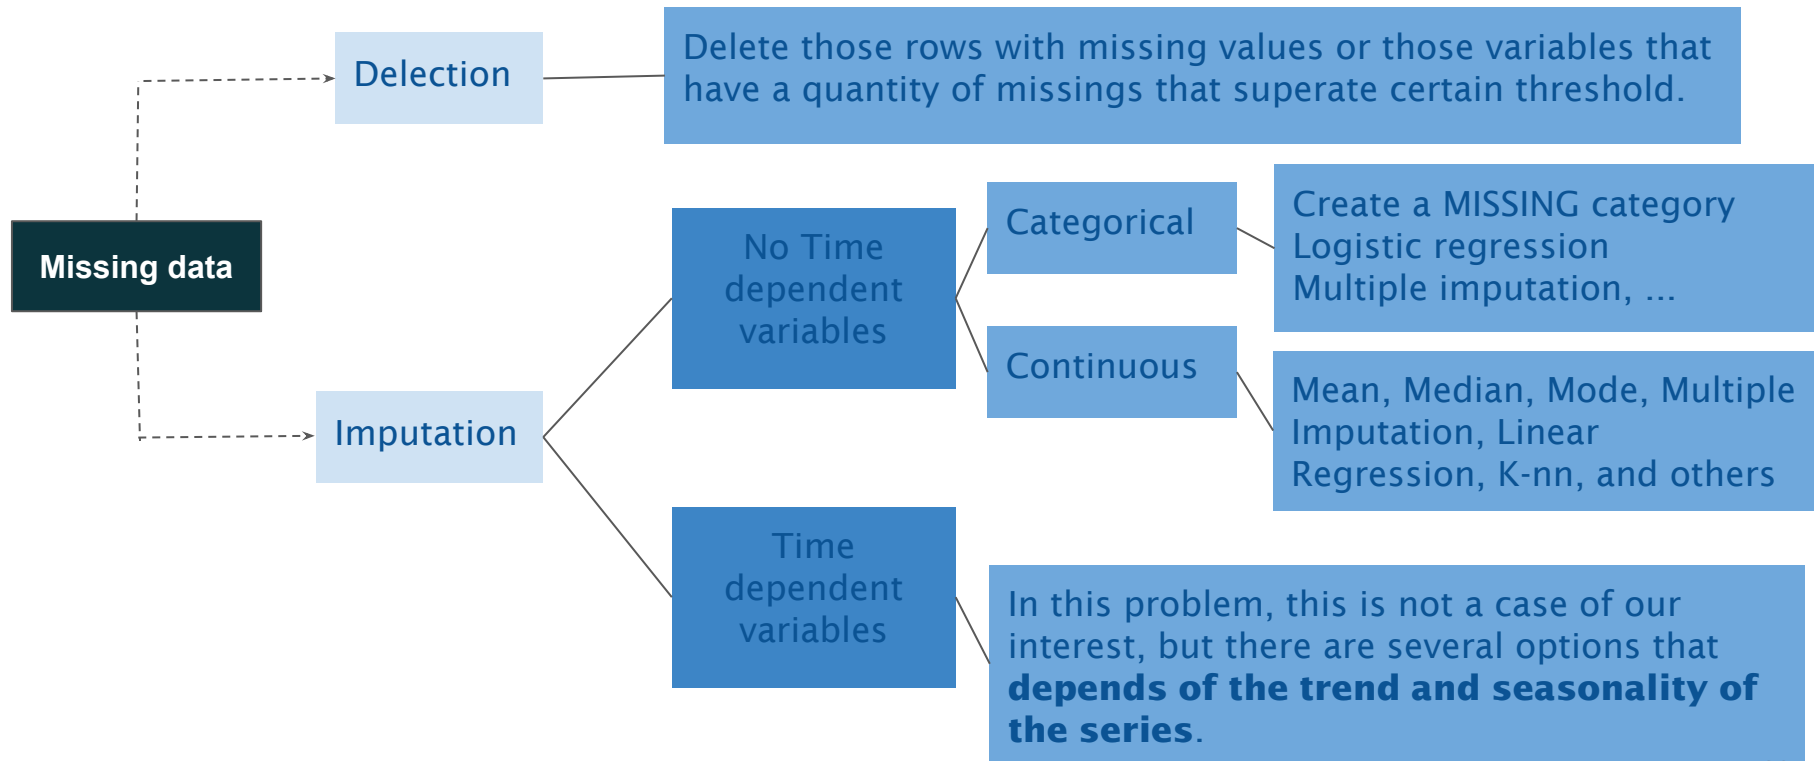 Delection
Delete those rows with missing values or those variables that
have a quantity of missings that superate certain threshold.
Missing data
Imputation
No Time
dependent
variables
Categorical
Create a MISSING category
Logistic regression
Multiple imputation, ...
Continuous
Mean, Median, Mode, Multiple
Imputation, Linear
Regression, K-nn, and others
Time
dependent
variables
In this problem, this is not a case of our
interest, but there are several options that
depends of the trend and seasonality of
the series.